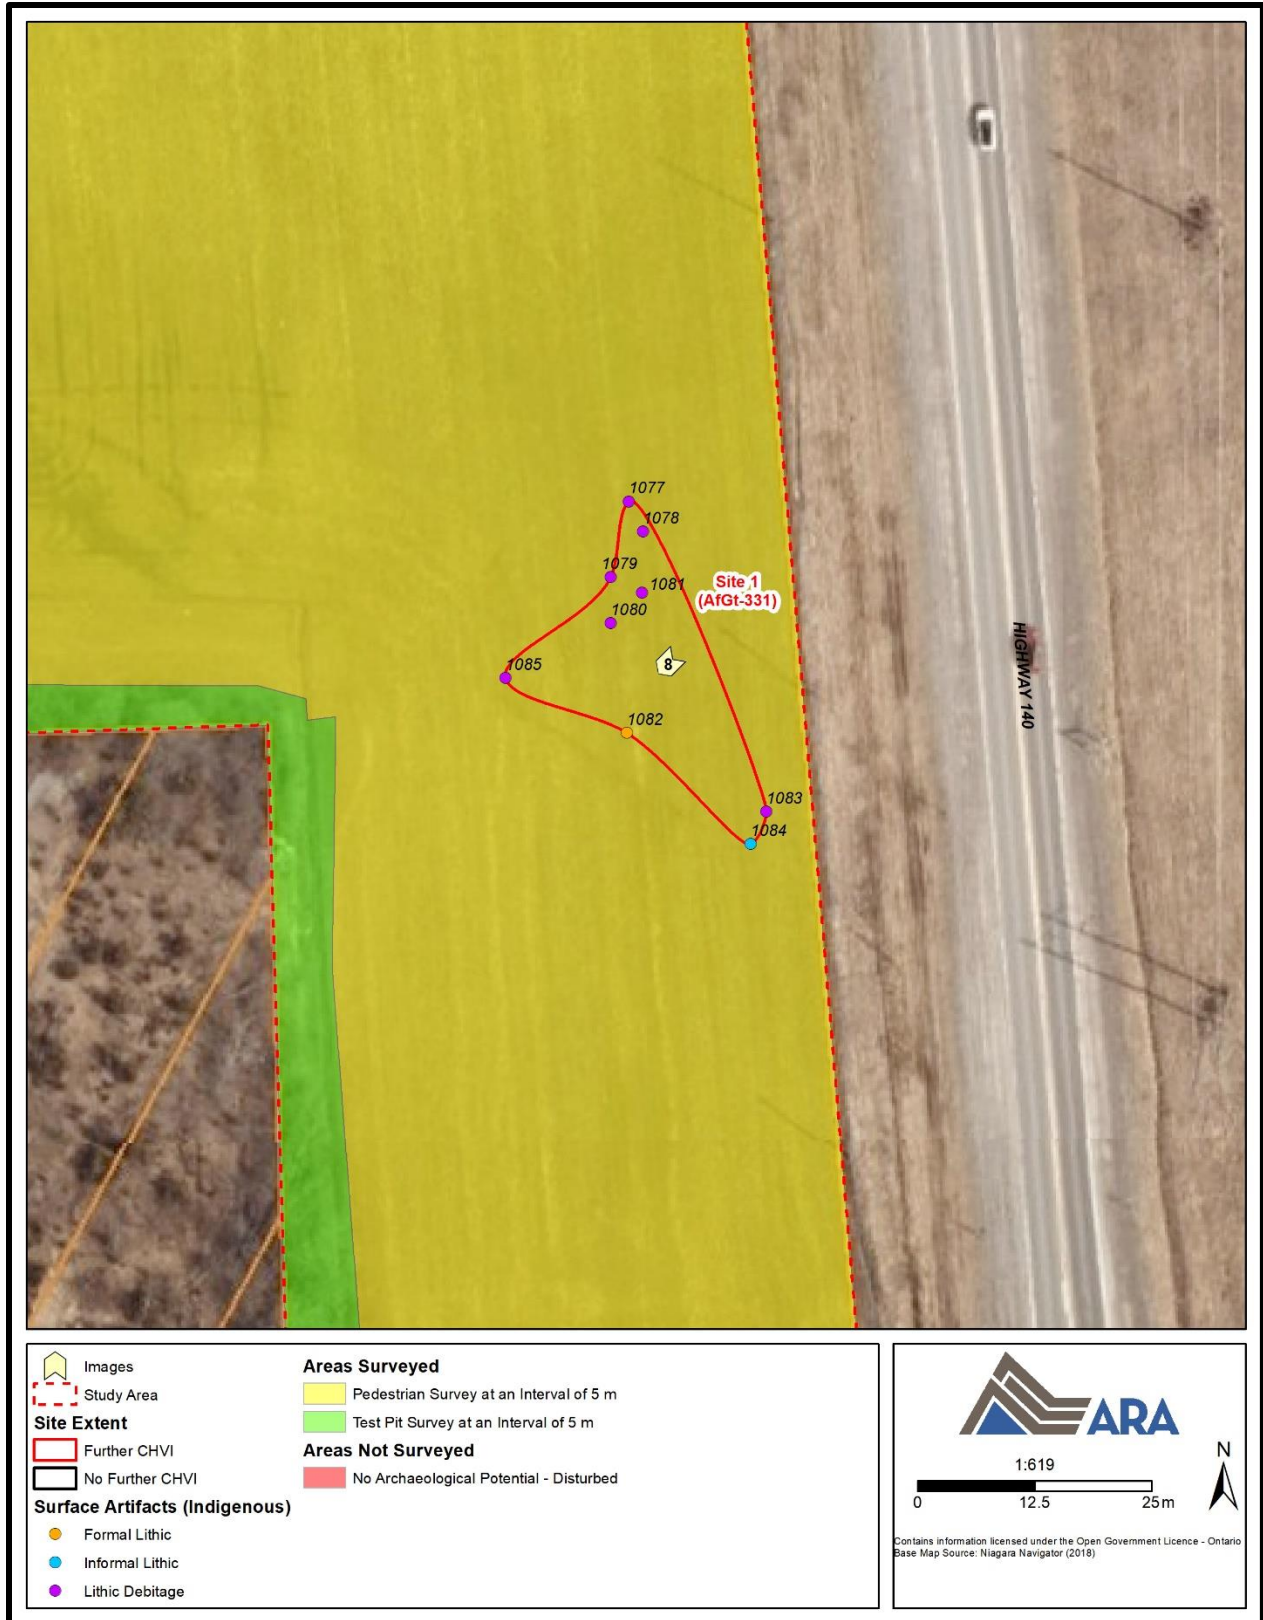 1077
1078
1079
1081
Site 1
(AfGt-331)
1080
HIGHWAY 140
8
1085
1082
1083
1084
Images
Study Area
Site Extent
Further CHVI
No Further CHVI
Surface Artifacts (Indigenous)
Formal Lithic
Informal Lithic
Lithic Debitage
Areas Surveyed
Pedestrian Survey at an Interval of 5 m
Test Pit Survey at an Interval of 5 m
Areas Not Surveyed
No Archaeological Potential - Disturbed
ARA
1:619
N
0 12.5 25m
Contains information licensed under the Open Government Licence - Ontario
Base Map Source: Niagara Navigator (2018)